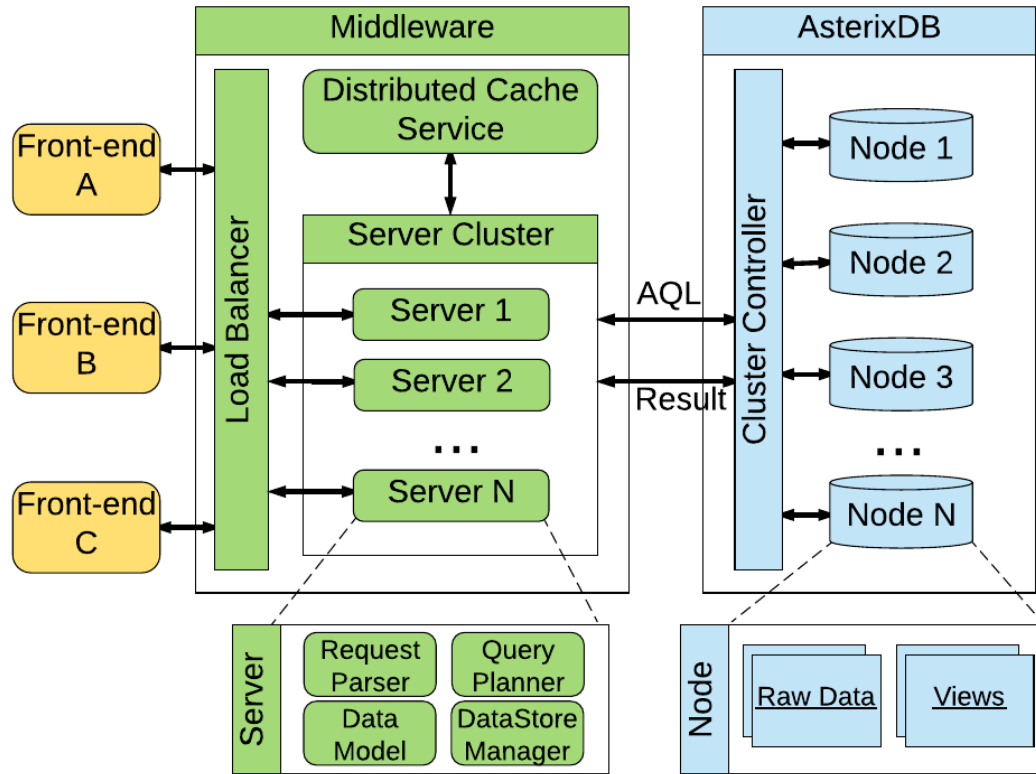 Middleware
AsterixDB
Distributed Cache
Service
Front-end
A
Front-end
B
Front-end
C
Load Balancer
Server Cluster
Server 1
Server 2
...
Server N
AQL
Result
Cluster Controller
Node 1
Node 2
Node 3
...
Node N
Server
Request
Parser
Query
Planner
Data
Model
DataStore
Manager
Node
Raw Data
Views